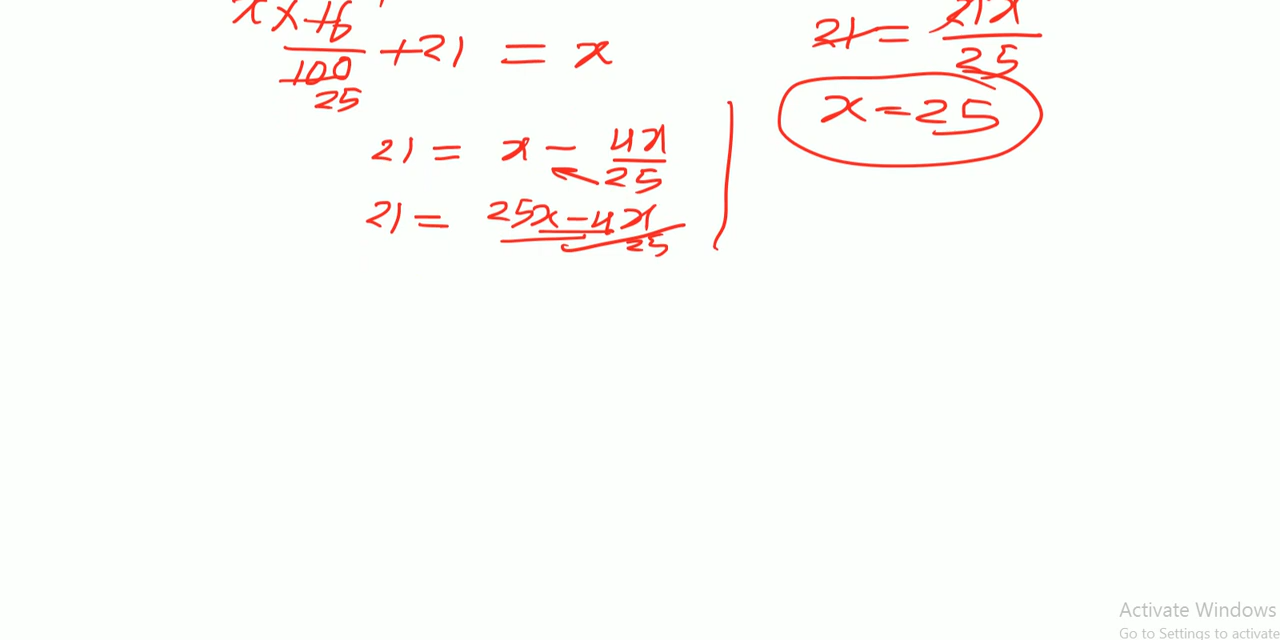 x × 16
100
25
+ 21 = x
21 = x - 4x
25
21 = 25x - 4x
25
21 = 21x
25
x = 25
Activate Windows
Go to Settings to activate